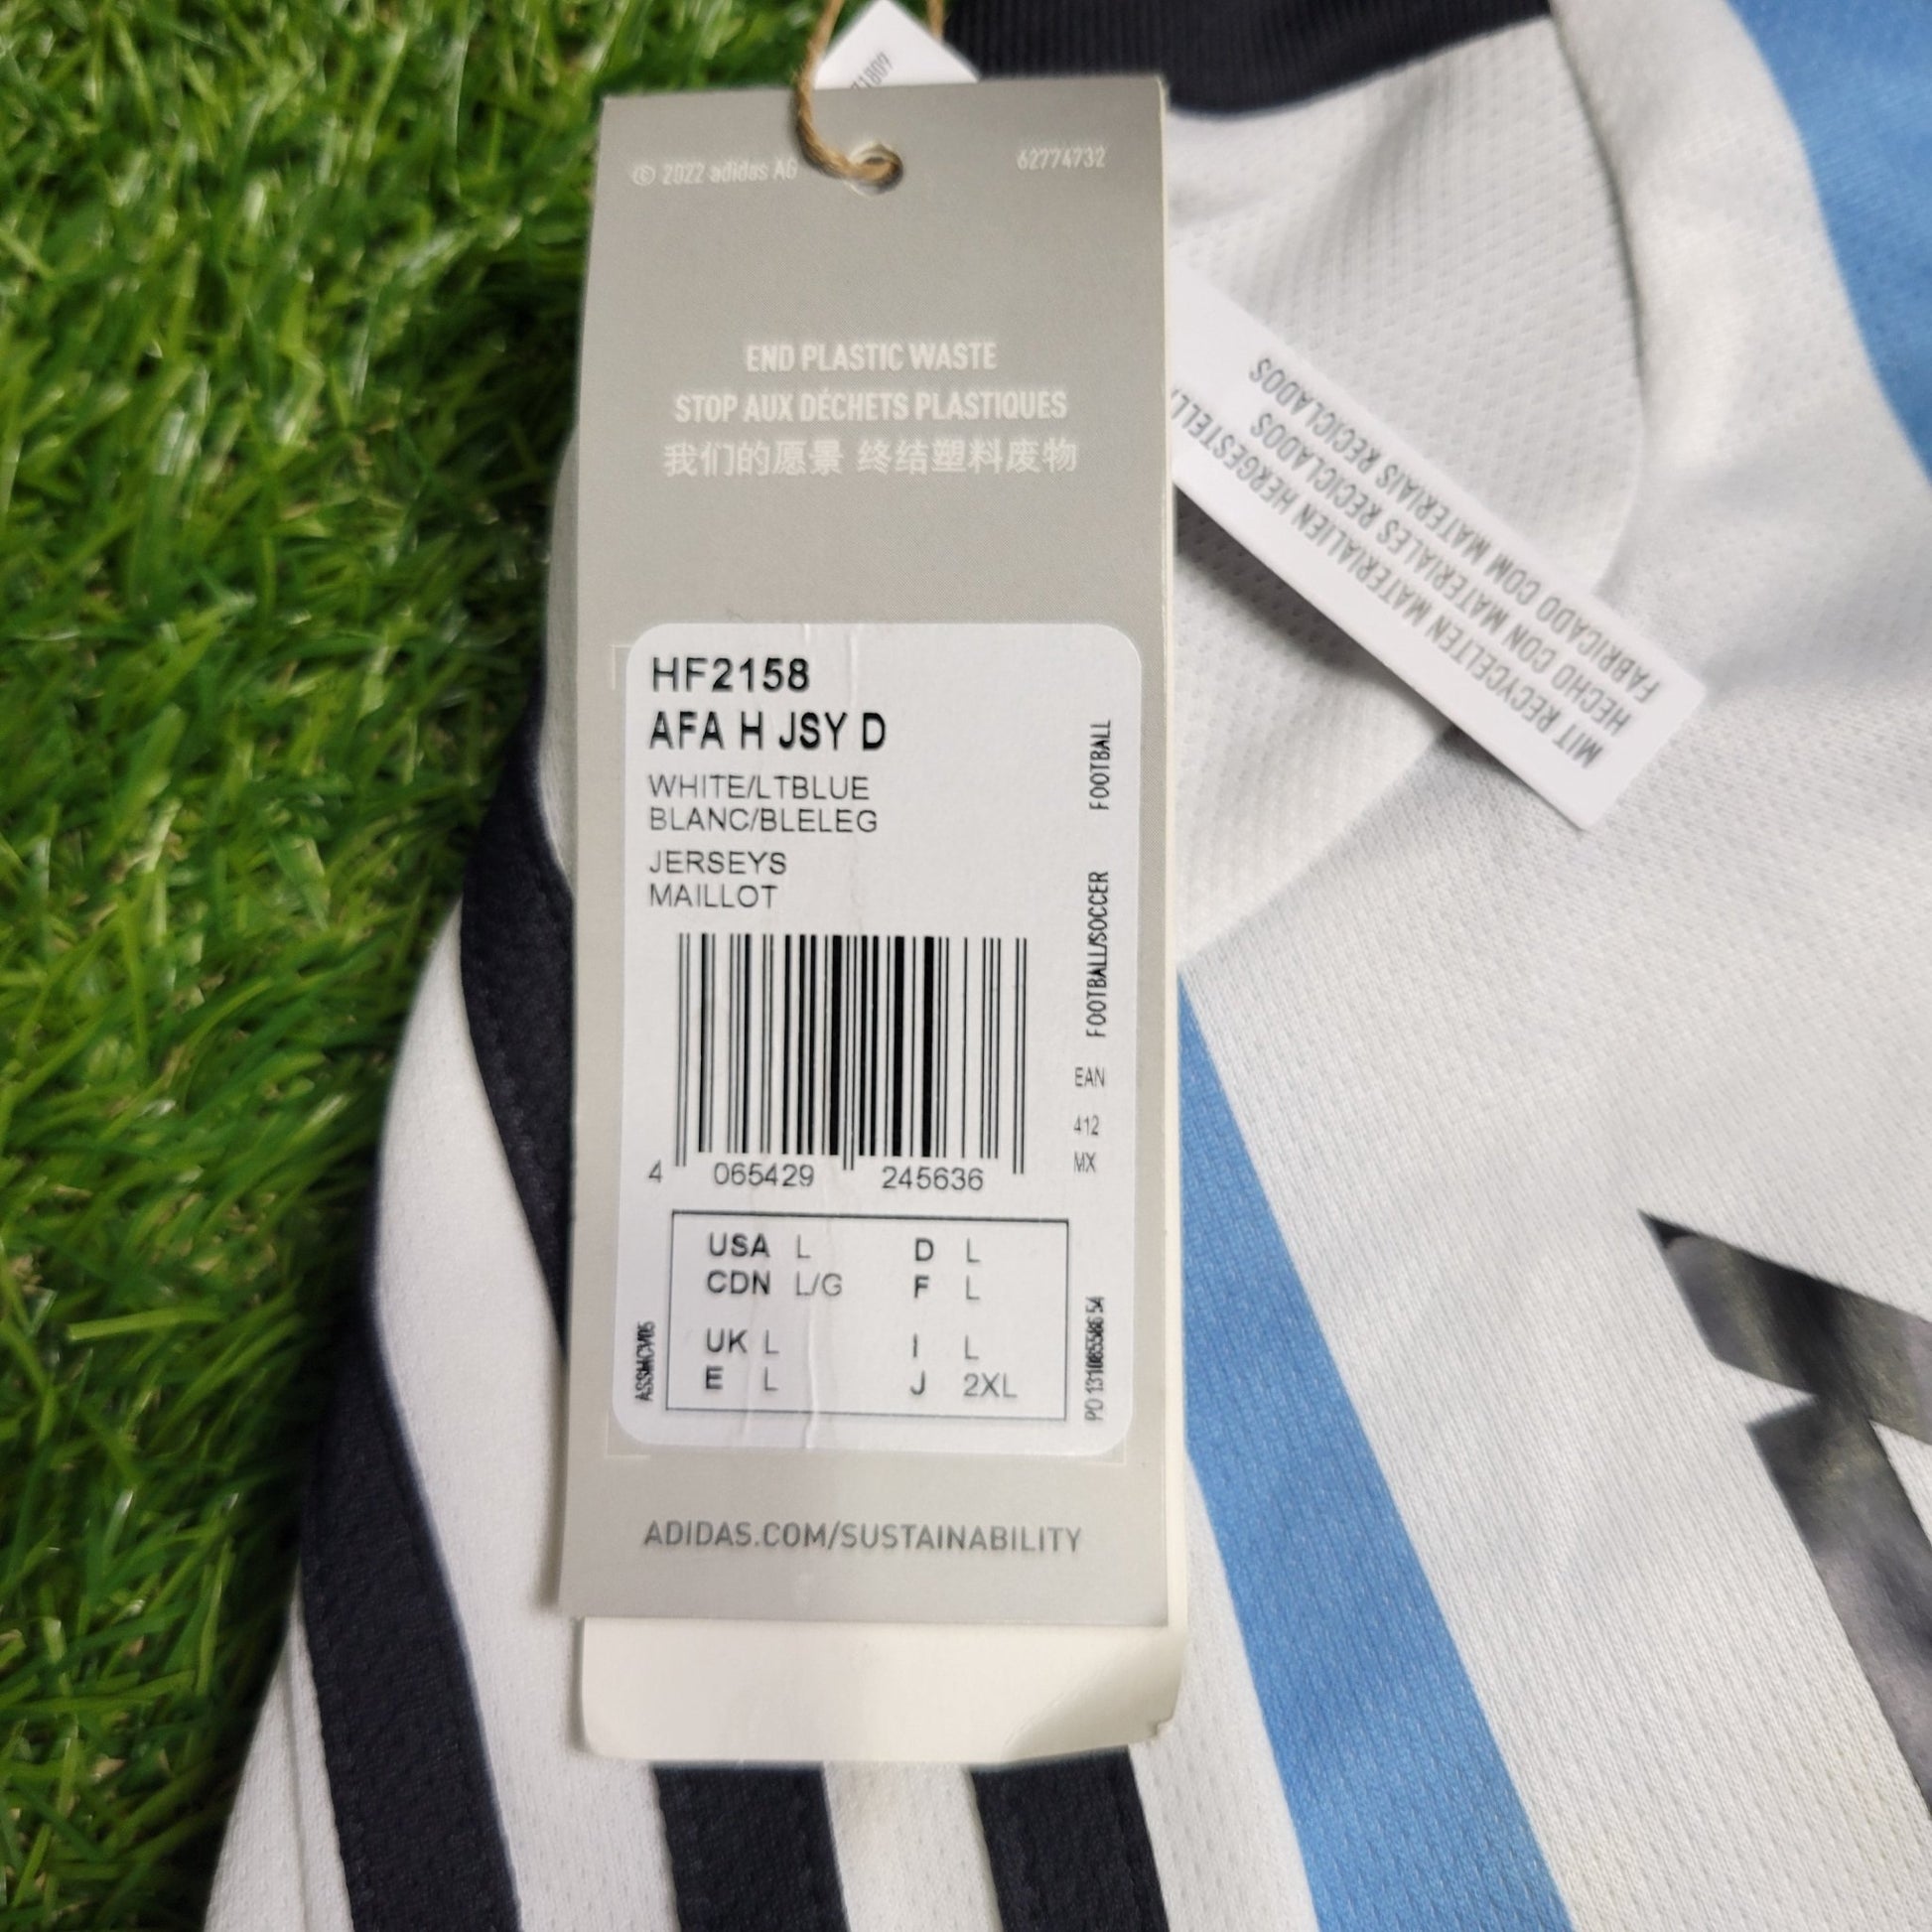 1809
© 2022 adidas AG
62774732
END PLASTIC WASTE
STOP AUX DÉCHETS PLASTIQUES
我们的愿景 终结塑料废物
HF2158
AFA H JSY D
WHITE/LTBLUE
BLANC/BLELEG
JERSEYS
MAILLOT
FOOTBALL
FOOTBALL/SOCCER
EAN
412
MX
4 065429 245636
USA L D L
CDN L/G F L
UK L I L
E L J 2XL
ADIDAS.COM/SUSTAINABILITY
MIT RECYCELTEN MATERIALIEN HERGESTELL
HECHO CON MATERIALES RECICLADOS
FABRICADO COM MATERIAIS RECICLADOS